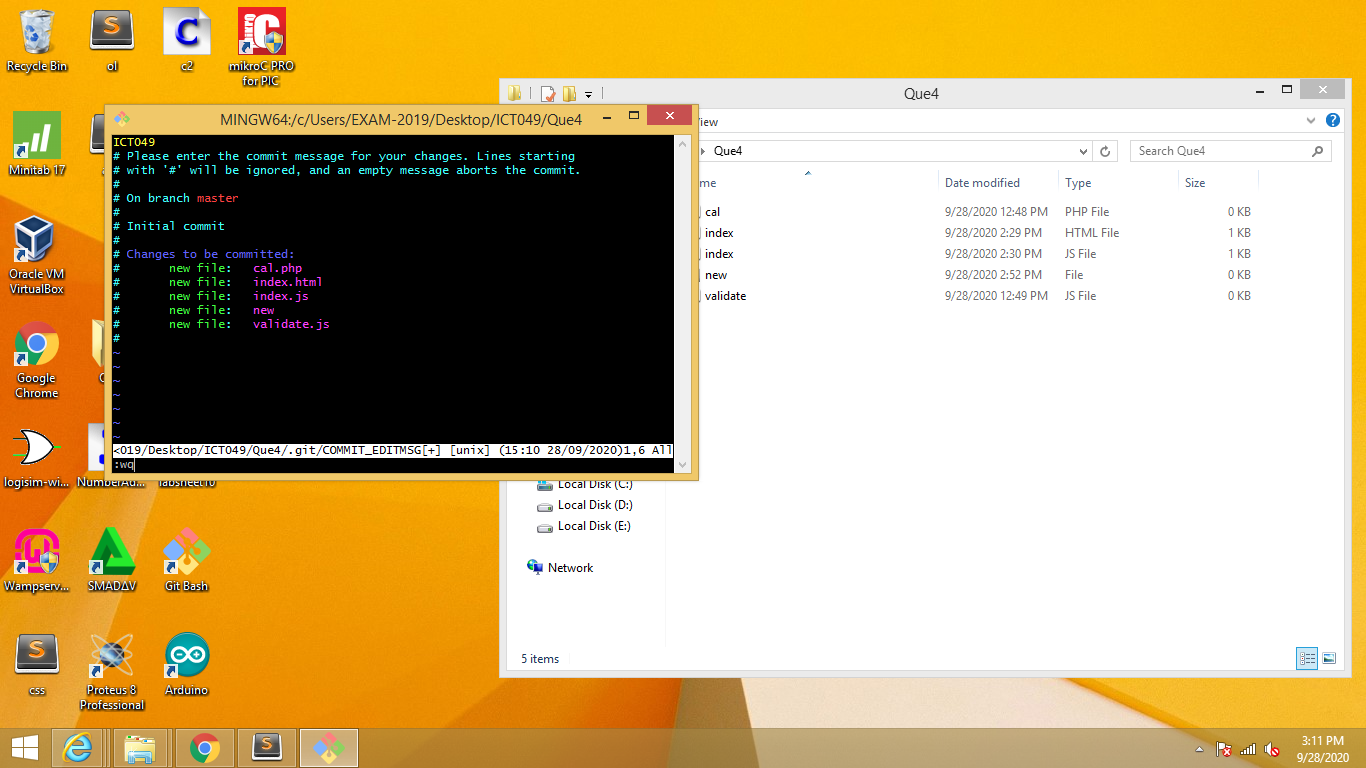 Recycle Bin
ol
c2
mikroC PRO
for PIC
Minitab 17
Oracle VM
VirtualBox
Google
Chrome
logisim-wi...
NumberAd...
labsheet10
Wampserv...
SMADΔV
Git Bash
css
Proteus 8
Professional
Arduino
MINGW64:/c/Users/EXAM-2019/Desktop/ICT049/Que4
ICT049
# Please enter the commit message for your changes. Lines starting
# with '#' will be ignored, and an empty message aborts the commit.
#
# On branch master
#
# Initial commit
#
# Changes to be committed:
#       new file:   cal.php
#       new file:   index.html
#       new file:   index.js
#       new file:   new
#       new file:   validate.js
#
~
~
~
~
~
~
~
<019/Desktop/ICT049/Que4/.git/COMMIT_EDITMSG[+] [unix] (15:10 28/09/2020)1,6 All
:wq
Que4
View
Que4
Search Que4
Date modified Type Size
cal 9/28/2020 12:48 PM PHP File 0 KB
index 9/28/2020 2:29 PM HTML File 1 KB
index 9/28/2020 2:30 PM JS File 1 KB
new 9/28/2020 2:52 PM File 0 KB
validate 9/28/2020 12:49 PM JS File 0 KB
Local Disk (C:)
Local Disk (D:)
Local Disk (E:)
Network
5 items
3:11 PM
9/28/2020